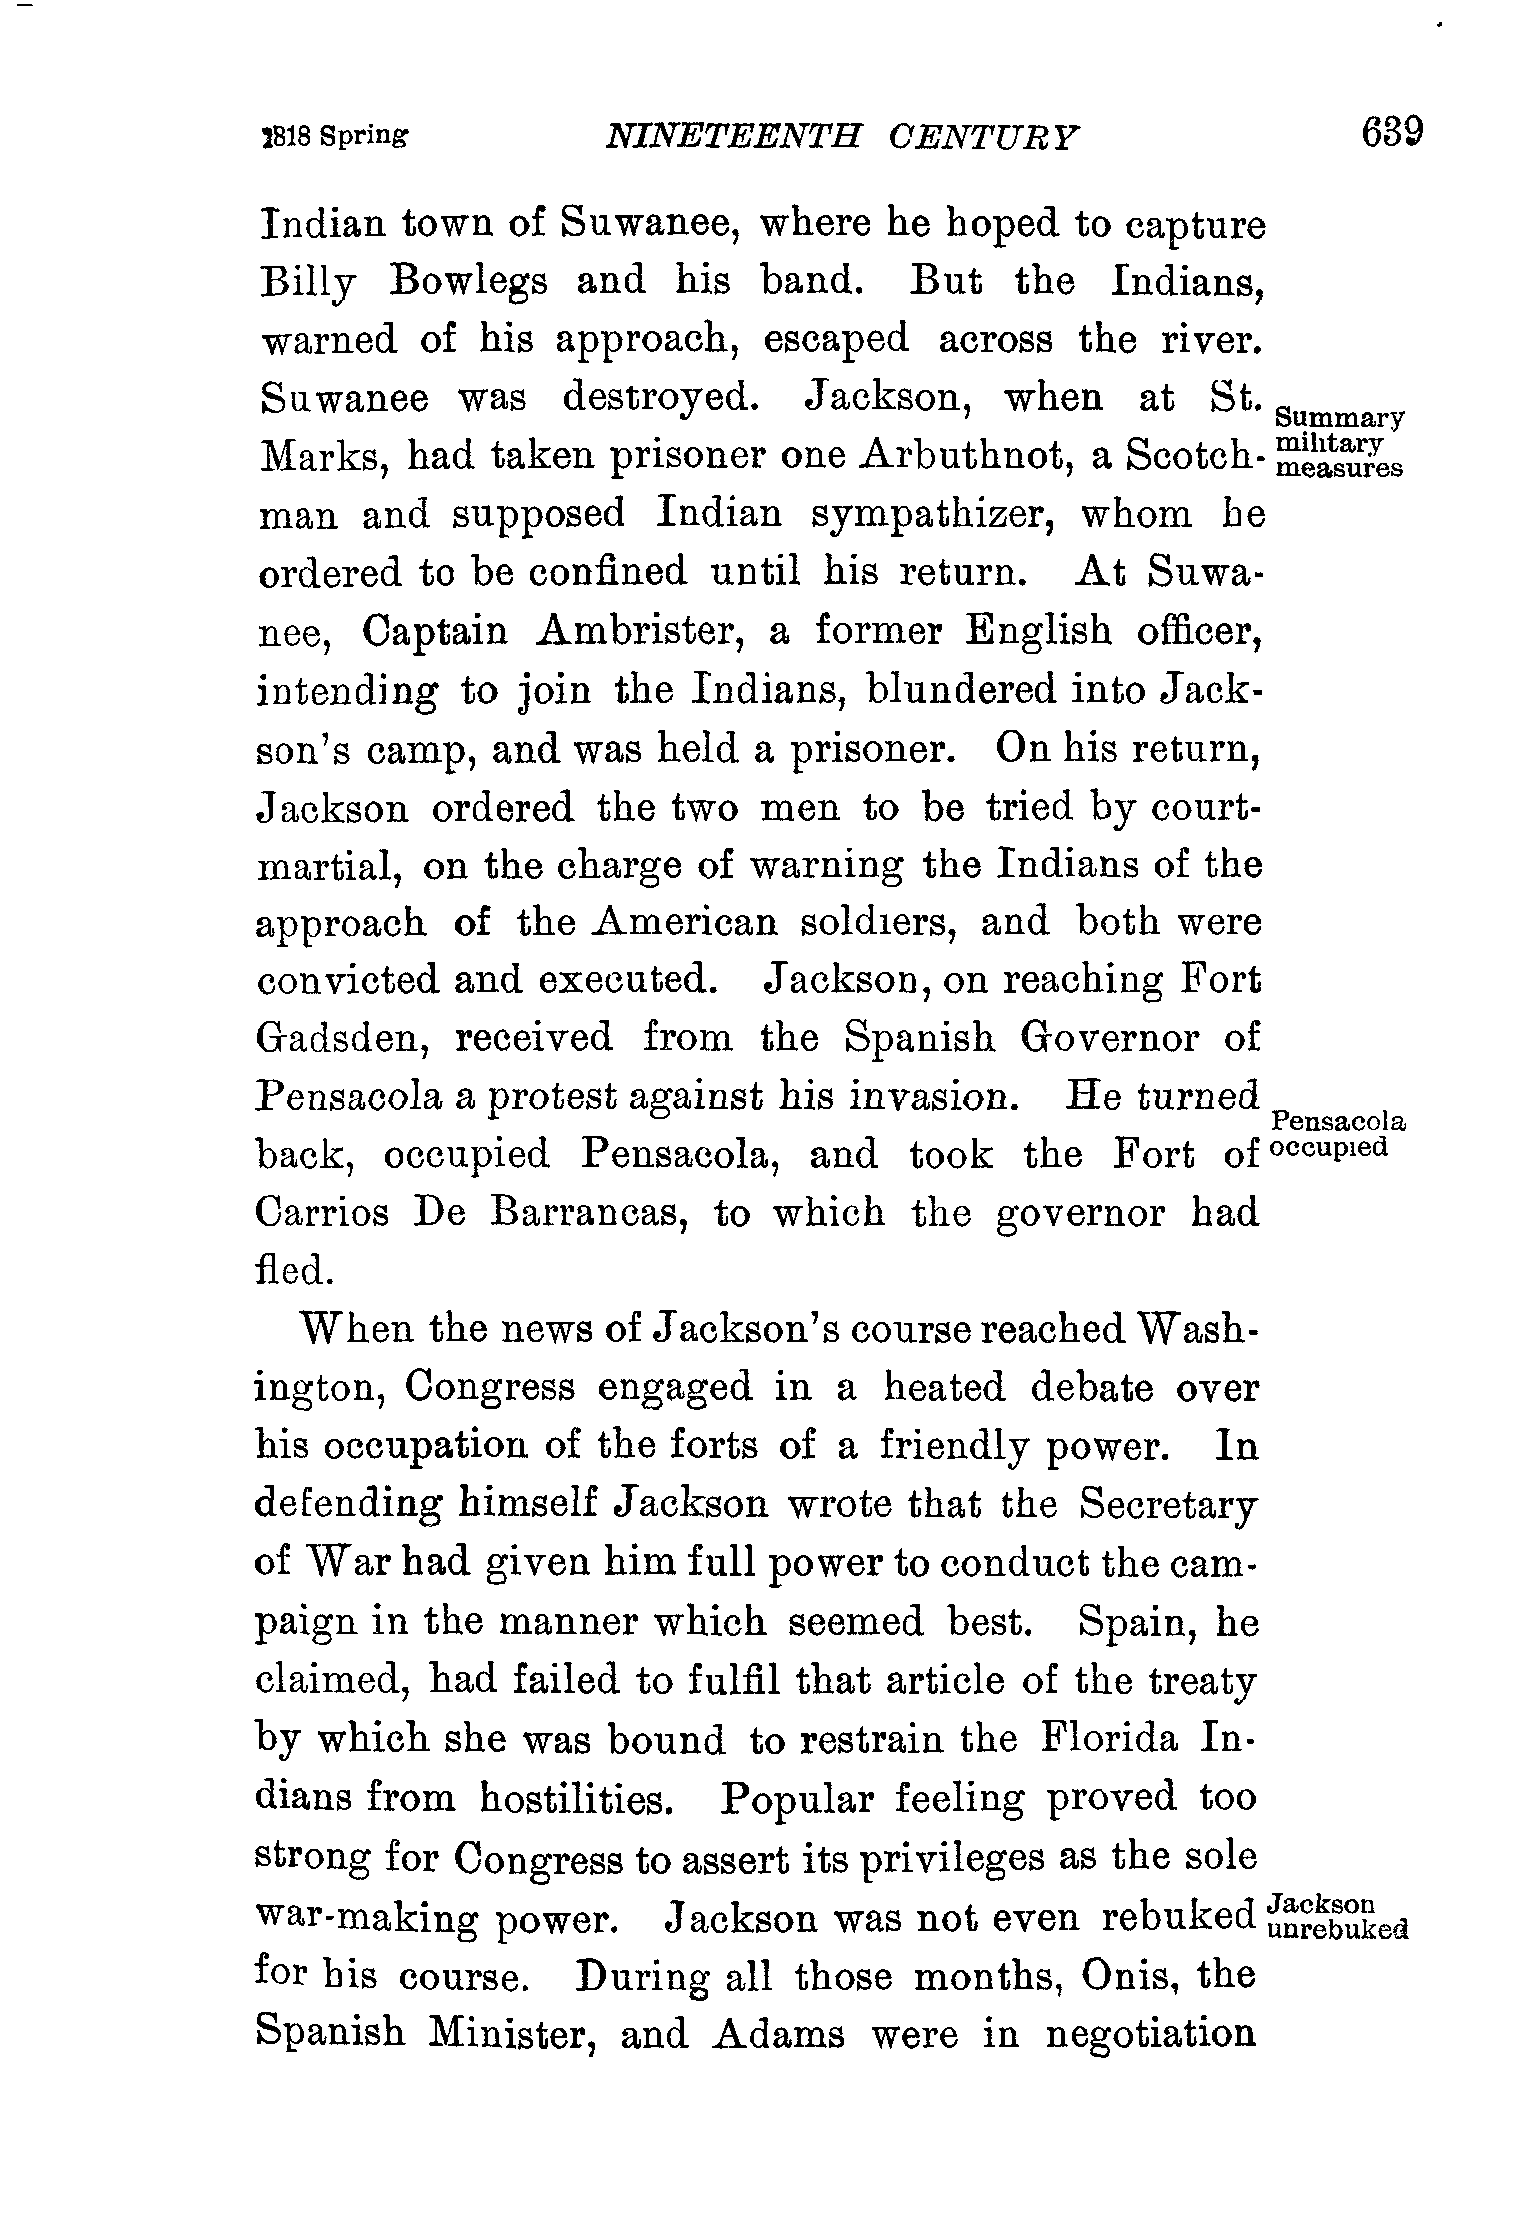 1818 Spring NINETEENTH CENTURY 639
Indian town of Suwanee, where he hoped to capture
Billy Bowlegs and his band. But the Indians,
warned of his approach, escaped across the river.
Suwanee was destroyed. Jackson, when at St.
Summary
military
measures
Marks, had taken prisoner one Arbuthnot, a Scotch-
man and supposed Indian sympathizer, whom he
ordered to be confined until his return. At Suwa-
nee, Captain Ambrister, a former English officer,
intending to join the Indians, blundered into Jack-
son's camp, and was held a prisoner. On his return,
Jackson ordered the two men to be tried by court-
martial, on the charge of warning the Indians of the
approach of the American soldiers, and both were
convicted and executed. Jackson, on reaching Fort
Gadsden, received from the Spanish Governor of
Pensacola a protest against his invasion. He turned
Pensacola
occupied
back, occupied Pensacola, and took the Fort of
Carrios De Barrancas, to which the governor had
fled.
When the news of Jackson's course reached Wash-
ington, Congress engaged in a heated debate over
his occupation of the forts of a friendly power. In
defending himself Jackson wrote that the Secretary
of War had given him full power to conduct the cam-
paign in the manner which seemed best. Spain, he
claimed, had failed to fulfil that article of the treaty
by which she was bound to restrain the Florida In-
dians from hostilities. Popular feeling proved too
strong for Congress to assert its privileges as the sole
war-making power. Jackson was not even rebuked
Jackson
unrebuked
for his course. During all those months, Onis, the
Spanish Minister, and Adams were in negotiation